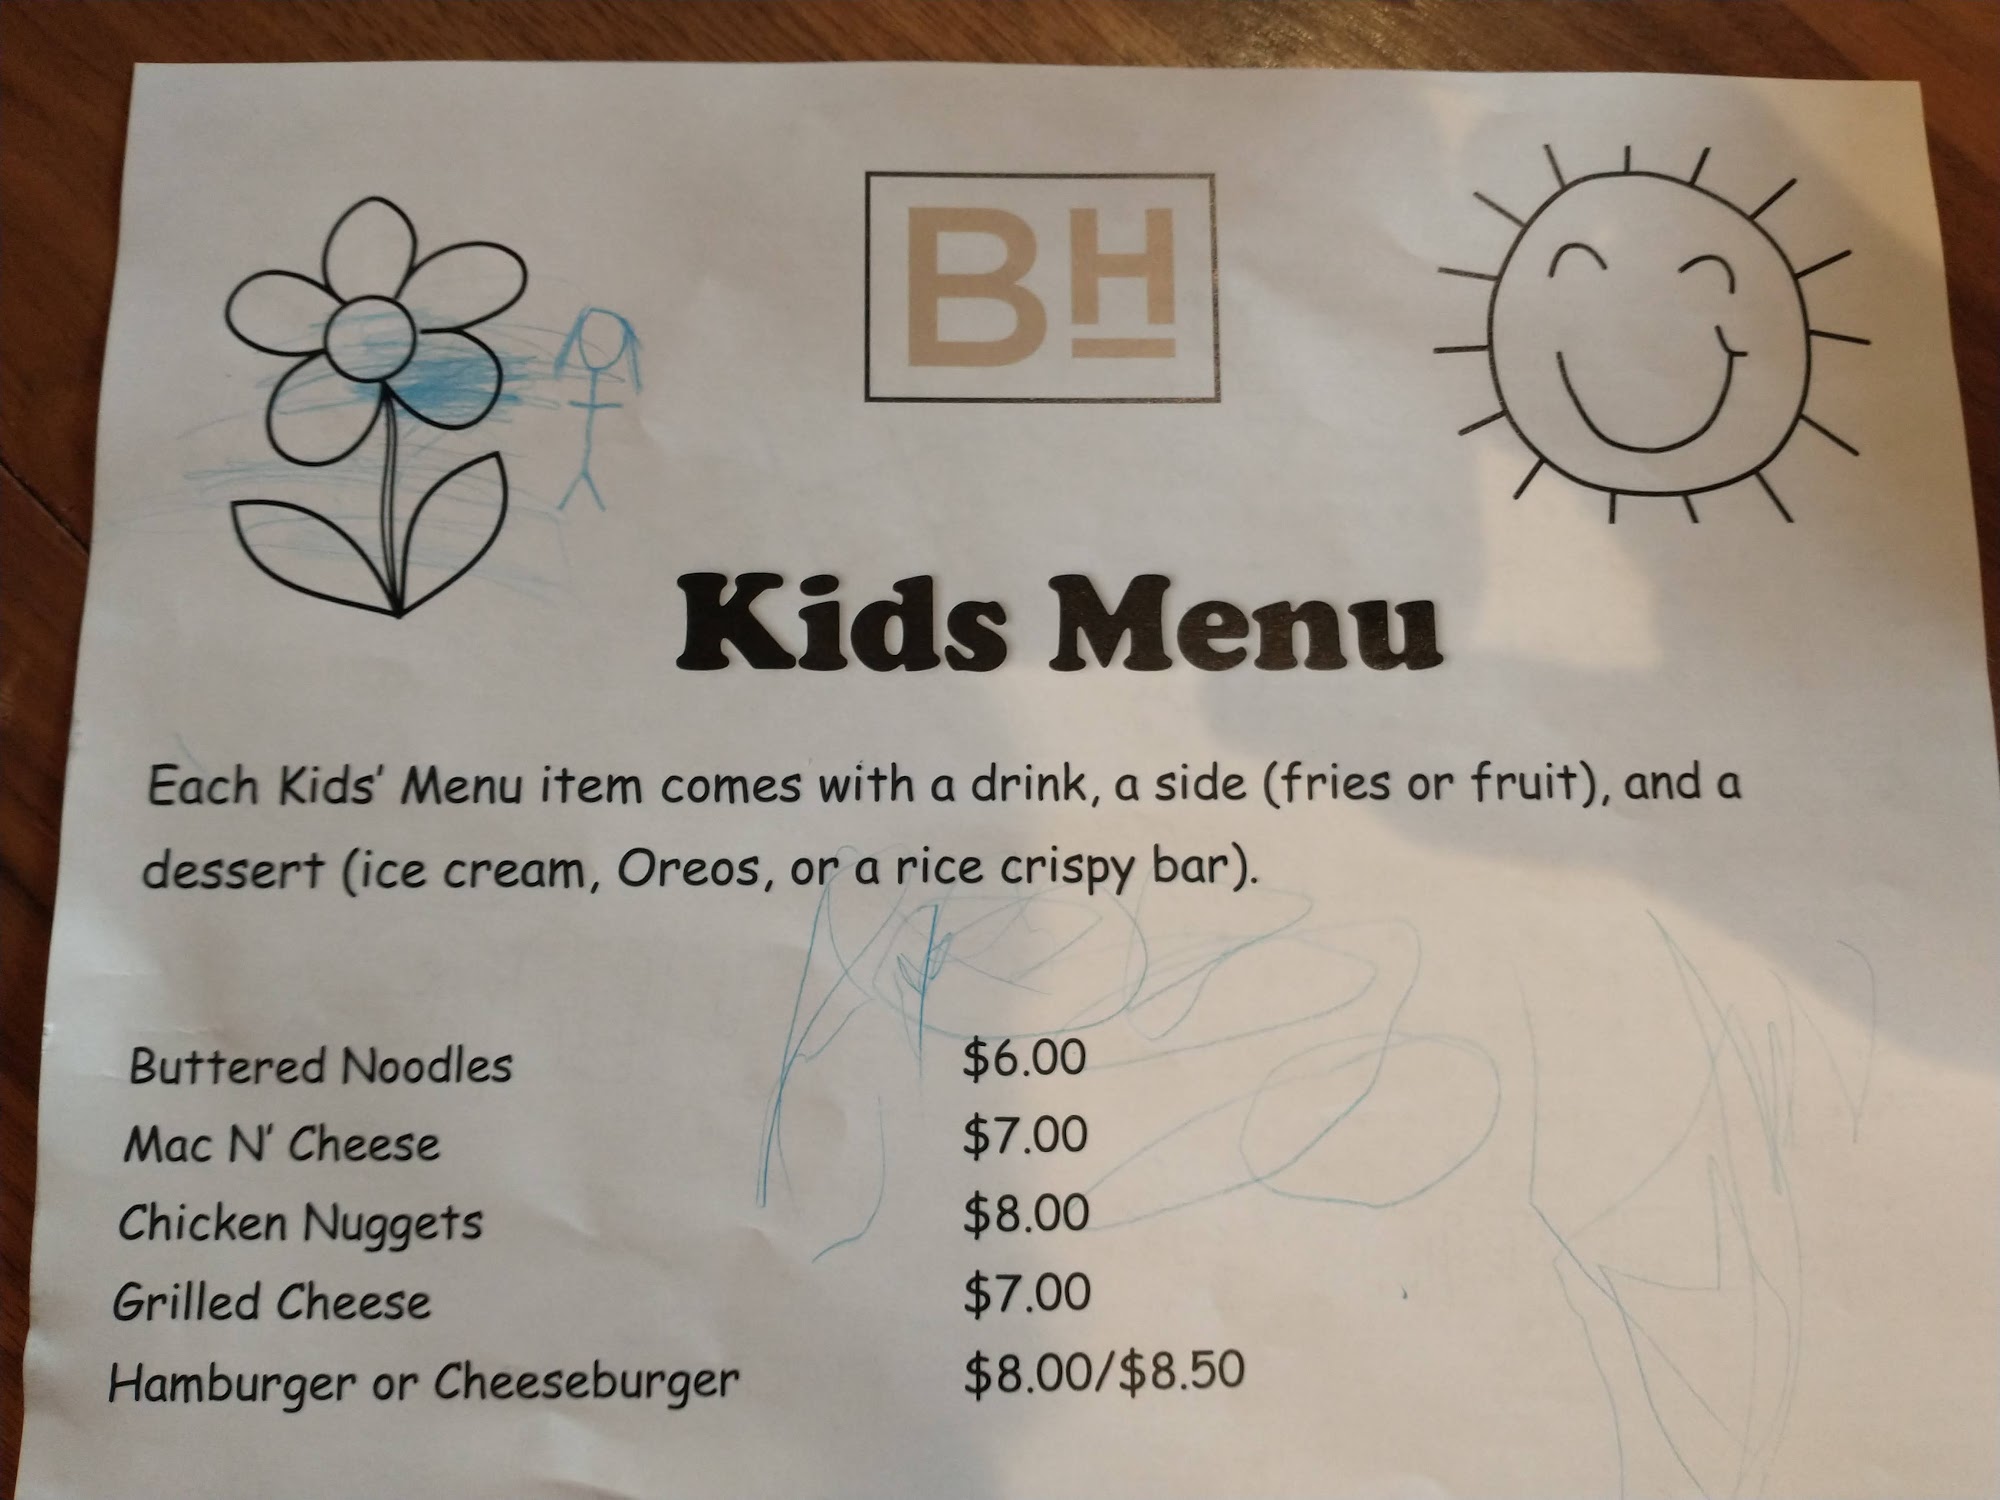 BH
Kids Menu
Each Kids' Menu item comes with a drink, a side (fries or fruit), and a
dessert (ice cream, Oreos, or a rice crispy bar).
Buttered Noodles $6.00
Mac N' Cheese $7.00
Chicken Nuggets $8.00
Grilled Cheese $7.00
Hamburger or Cheeseburger $8.00/$8.50